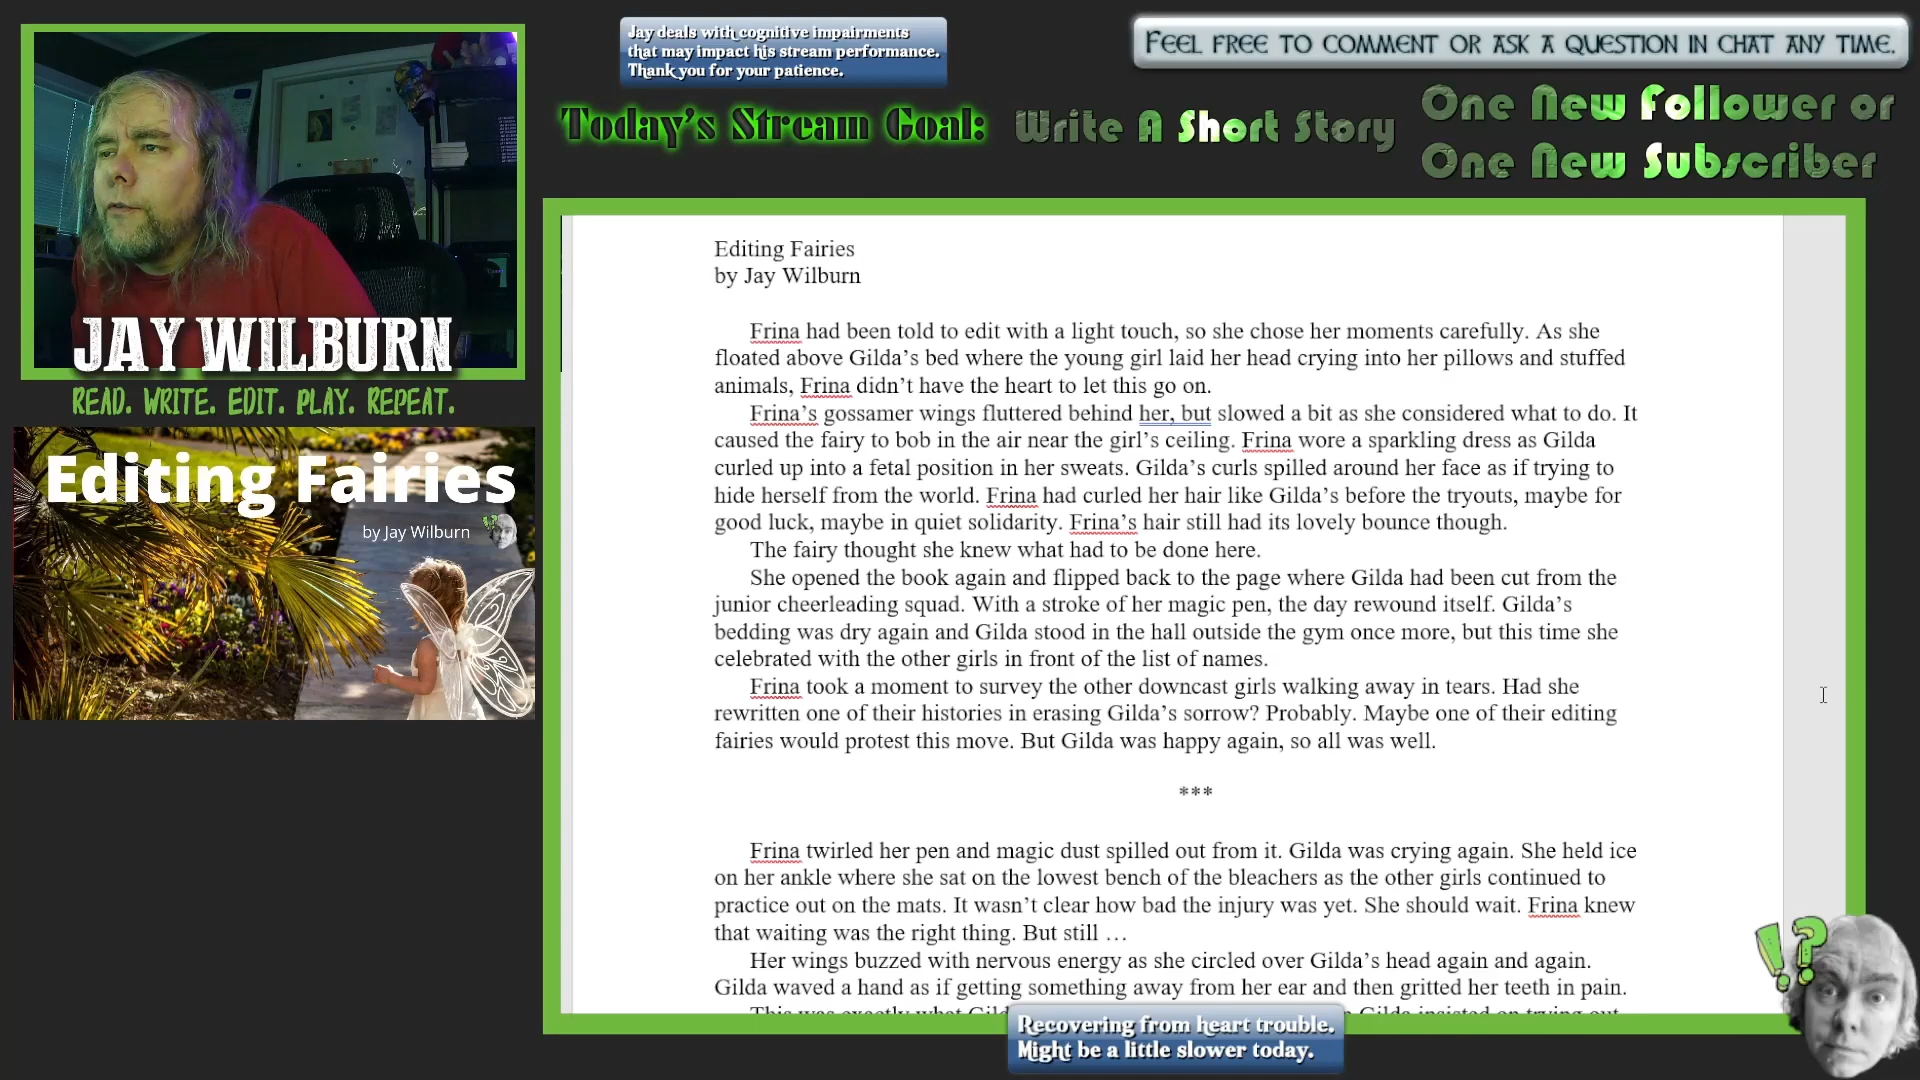 Jay deals with cognitive impairments
that may impact his stream performance.
Thank you for your patience.
Feel free to comment or ask a question in chat any time.
Today's Stream Goal:
Write A Short Story
One New Follower or
One New Subscriber
JAY WILBURN
READ. WRITE. EDIT. PLAY. REPEAT.
Editing Fairies
by Jay Wilburn
Editing Fairies
by Jay Wilburn
Frina had been told to edit with a light touch, so she chose her moments carefully. As she
floated above Gilda’s bed where the young girl laid her head crying into her pillows and stuffed
animals, Frina didn’t have the heart to let this go on.
Frina’s gossamer wings fluttered behind her, but slowed a bit as she considered what to do. It
caused the fairy to bob in the air near the girl’s ceiling. Frina wore a sparkling dress as Gilda
curled up into a fetal position in her sweats. Gilda’s curls spilled around her face as if trying to
hide herself from the world. Frina had curled her hair like Gilda’s before the tryouts, maybe for
good luck, maybe in quiet solidarity. Frina’s hair still had its lovely bounce though.
The fairy thought she knew what had to be done here.
She opened the book again and flipped back to the page where Gilda had been cut from the
junior cheerleading squad. With a stroke of her magic pen, the day rewound itself. Gilda’s
bedding was dry again and Gilda stood in the hall outside the gym once more, but this time she
celebrated with the other girls in front of the list of names.
Frina took a moment to survey the other downcast girls walking away in tears. Had she
rewritten one of their histories in erasing Gilda’s sorrow? Probably. Maybe one of their editing
fairies would protest this move. But Gilda was happy again, so all was well.
***
Frina twirled her pen and magic dust spilled out from it. Gilda was crying again. She held ice
on her ankle where she sat on the lowest bench of the bleachers as the other girls continued to
practice out on the mats. It wasn’t clear how bad the injury was yet. She should wait. Frina knew
that waiting was the right thing. But still …
Her wings buzzed with nervous energy as she circled over Gilda’s head again and again.
Gilda waved a hand as if getting something away from her ear and then gritted her teeth in pain.
This was exactly what Gild
Gilda insisted on trying out
Recovering from heart trouble.
Might be a little slower today.
!?